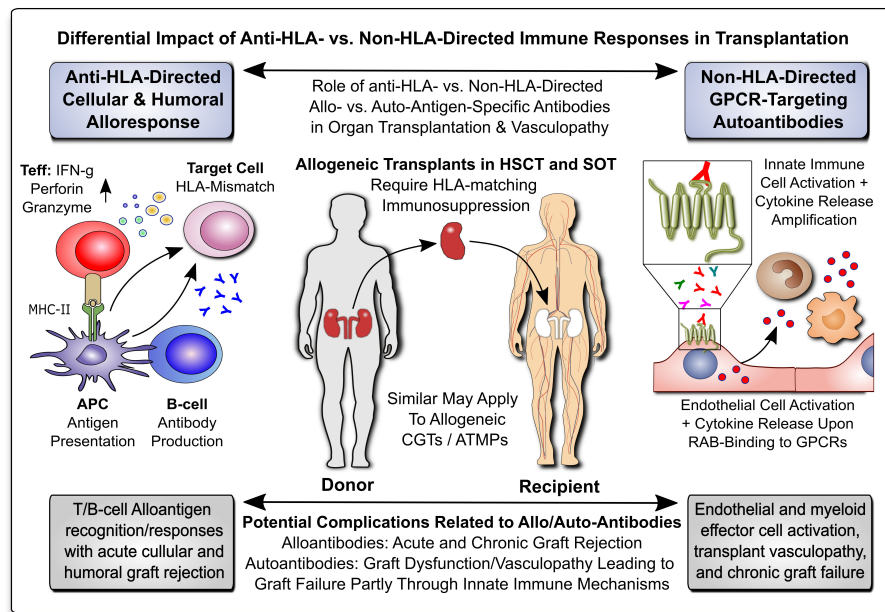 Differential Impact of Anti-HLA- vs. Non-HLA-Directed Immune Responses in Transplantation
Anti-HLA-Directed
Cellular & Humoral
Alloresponse
Role of anti-HLA- vs. Non-HLA-Directed
Allo- vs. Auto-Antigen-Specific Antibodies
in Organ Transplantation & Vasculopathy
Non-HLA-Directed
GPCR-Targeting
Autoantibodies
Teff: IFN-g
Perforin
Granzyme
Target Cell
HLA-Mismatch
MHC-II
APC
Antigen
Presentation
B-cell
Antibody
Production
Allogeneic Transplants in HSCT and SOT
Require HLA-matching
Immunosuppression
Similar May Apply
To Allogeneic
CGTs / ATMPs
Donor
Recipient
Innate Immune
Cell Activation +
Cytokine Release
Amplification
Endothelial Cell Activation
+ Cytokine Release Upon
RAB-Binding to GPCRs
T/B-cell Alloantigen
recognition/responses
with acute cullular and
humoral graft rejection
Potential Complications Related to Allo/Auto-Antibodies
Alloantibodies: Acute and Chronic Graft Rejection
Autoantibodies: Graft Dysfunction/Vasculopathy Leading to
Graft Failure Partly Through Innate Immune Mechanisms
Endothelial and myeloid
effector cell activation,
transplant vasculopathy,
and chronic graft failure